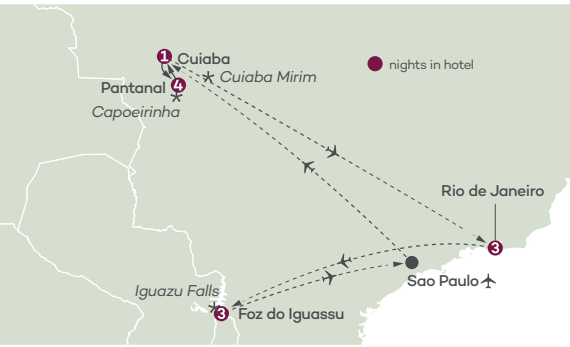 1 Cuiaba
Cuiaba Mirim
nights in hotel
Pantanal 4
Capoeirinha
Rio de Janeiro
3
Sao Paulo
Iguazu Falls
3 Foz do Iguassu